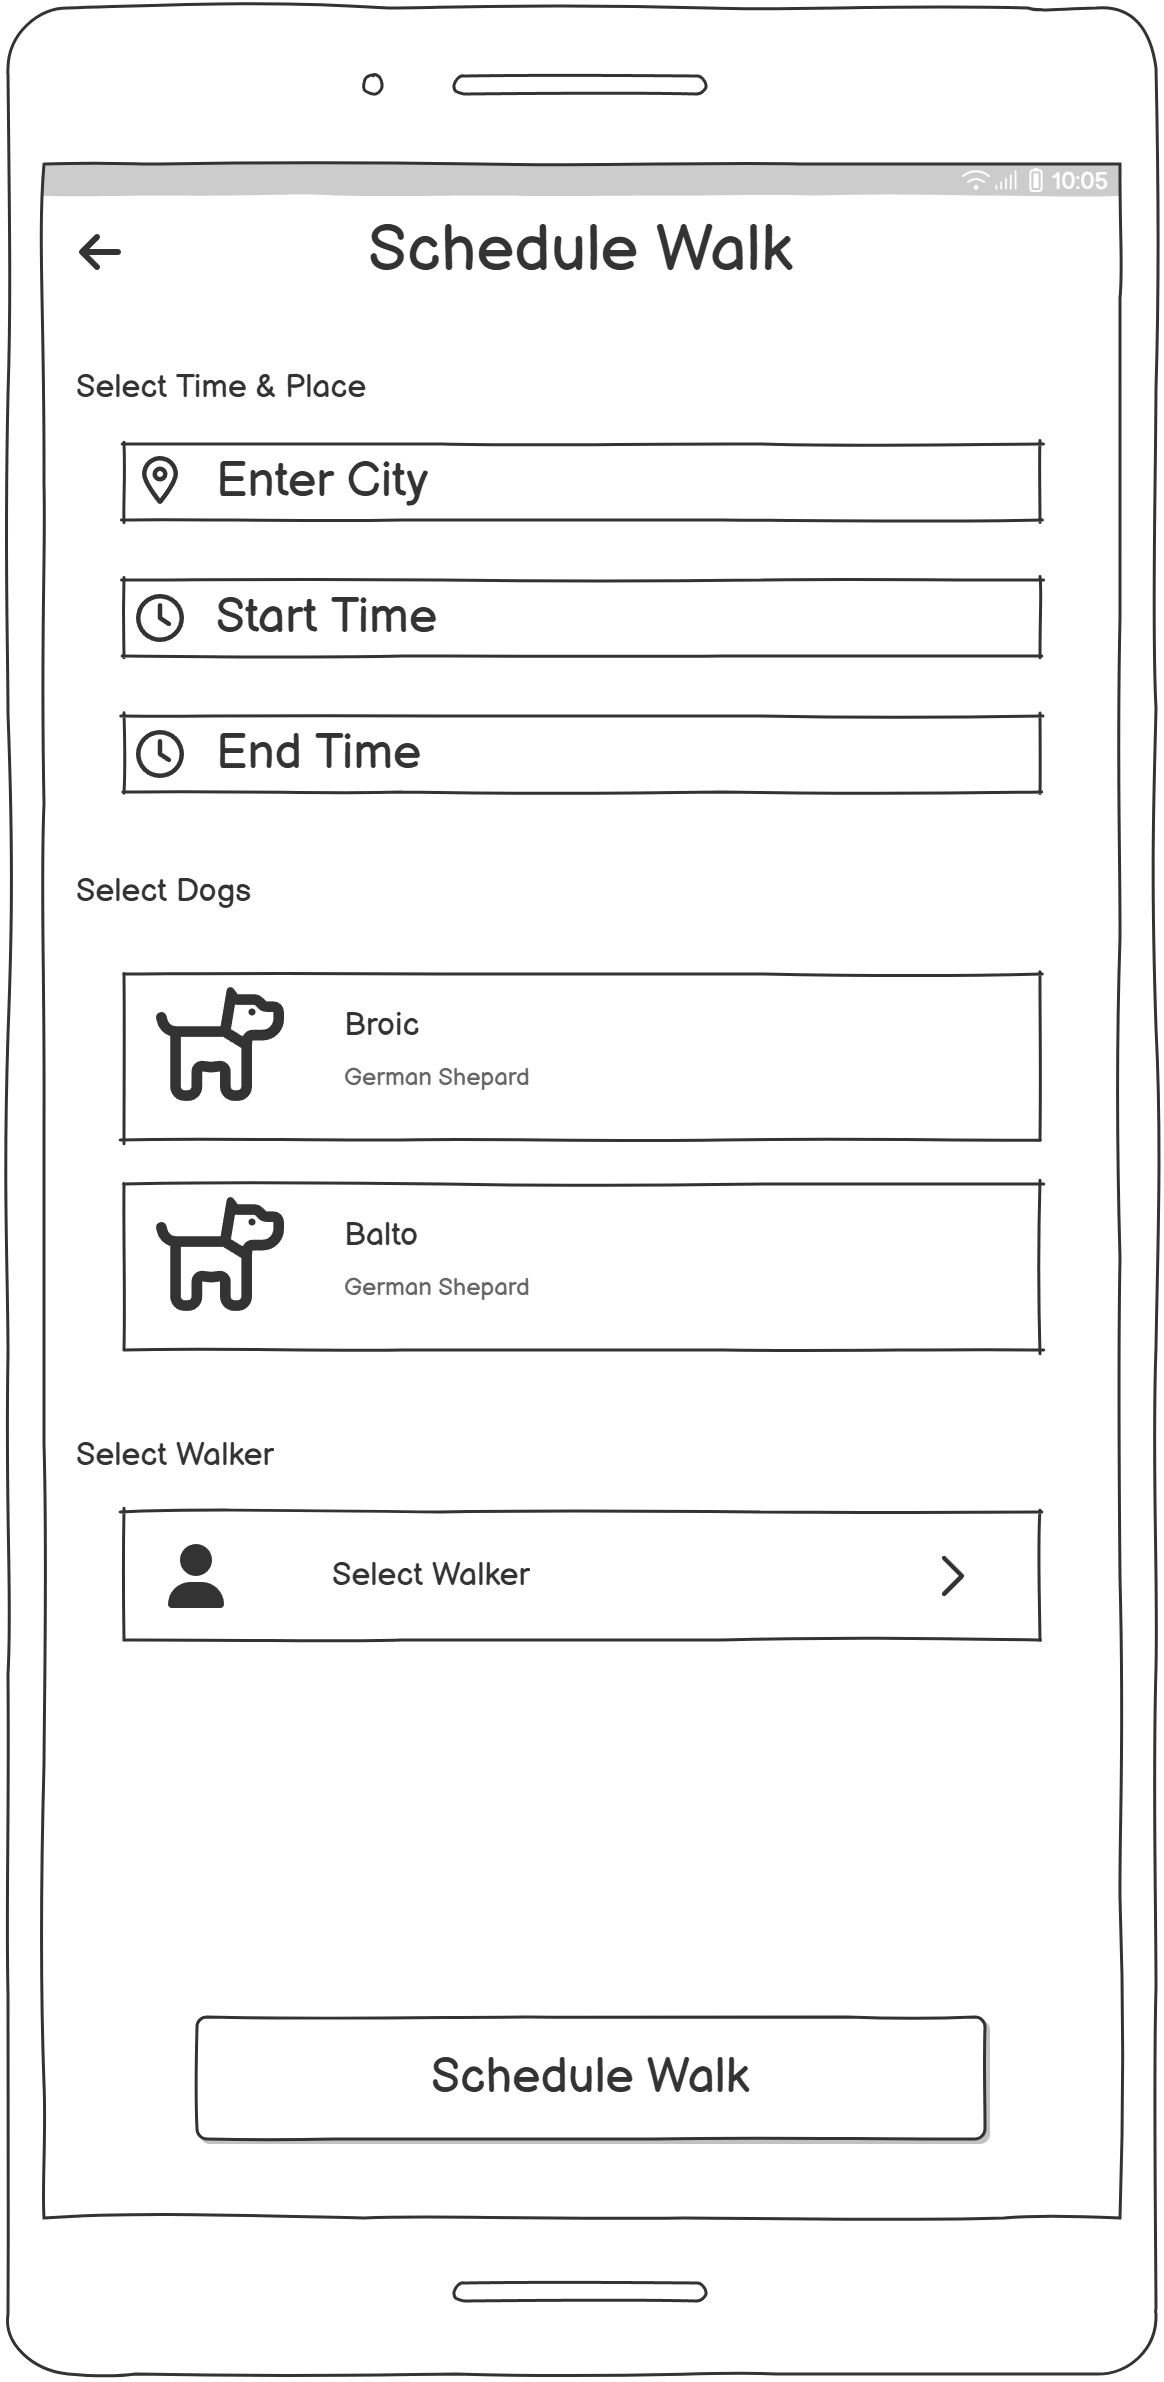 10:05
Schedule Walk
Select Time & Place
Enter City
Start Time
End Time
Select Dogs
Broic
German Shepard
Balto
German Shepard
Select Walker
Select Walker
Schedule Walk